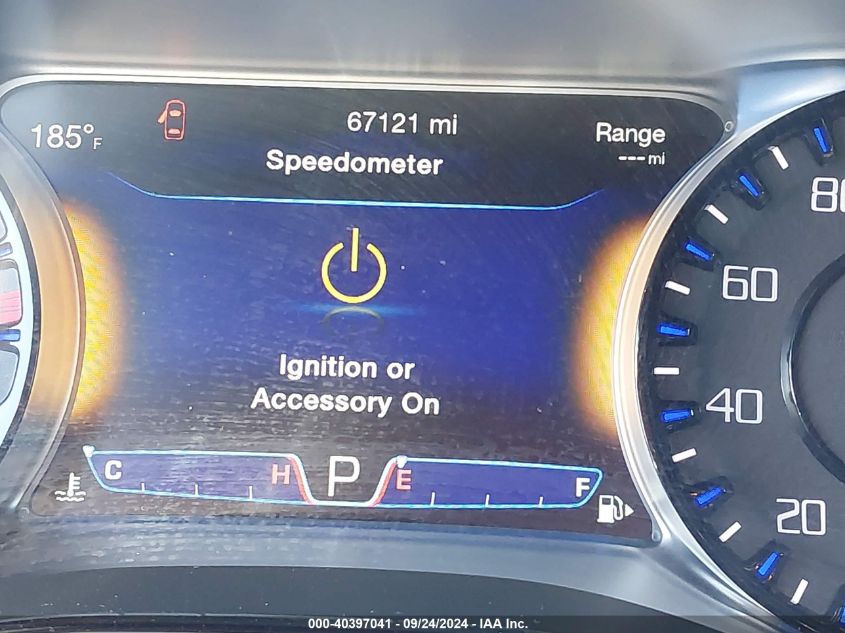 185°F
67121 mi
Range
--- mi
Speedometer
80
60
Ignition or
Accessory On
40
C H P E F
20
000-40397041 - 09/24/2024 - IAA Inc.